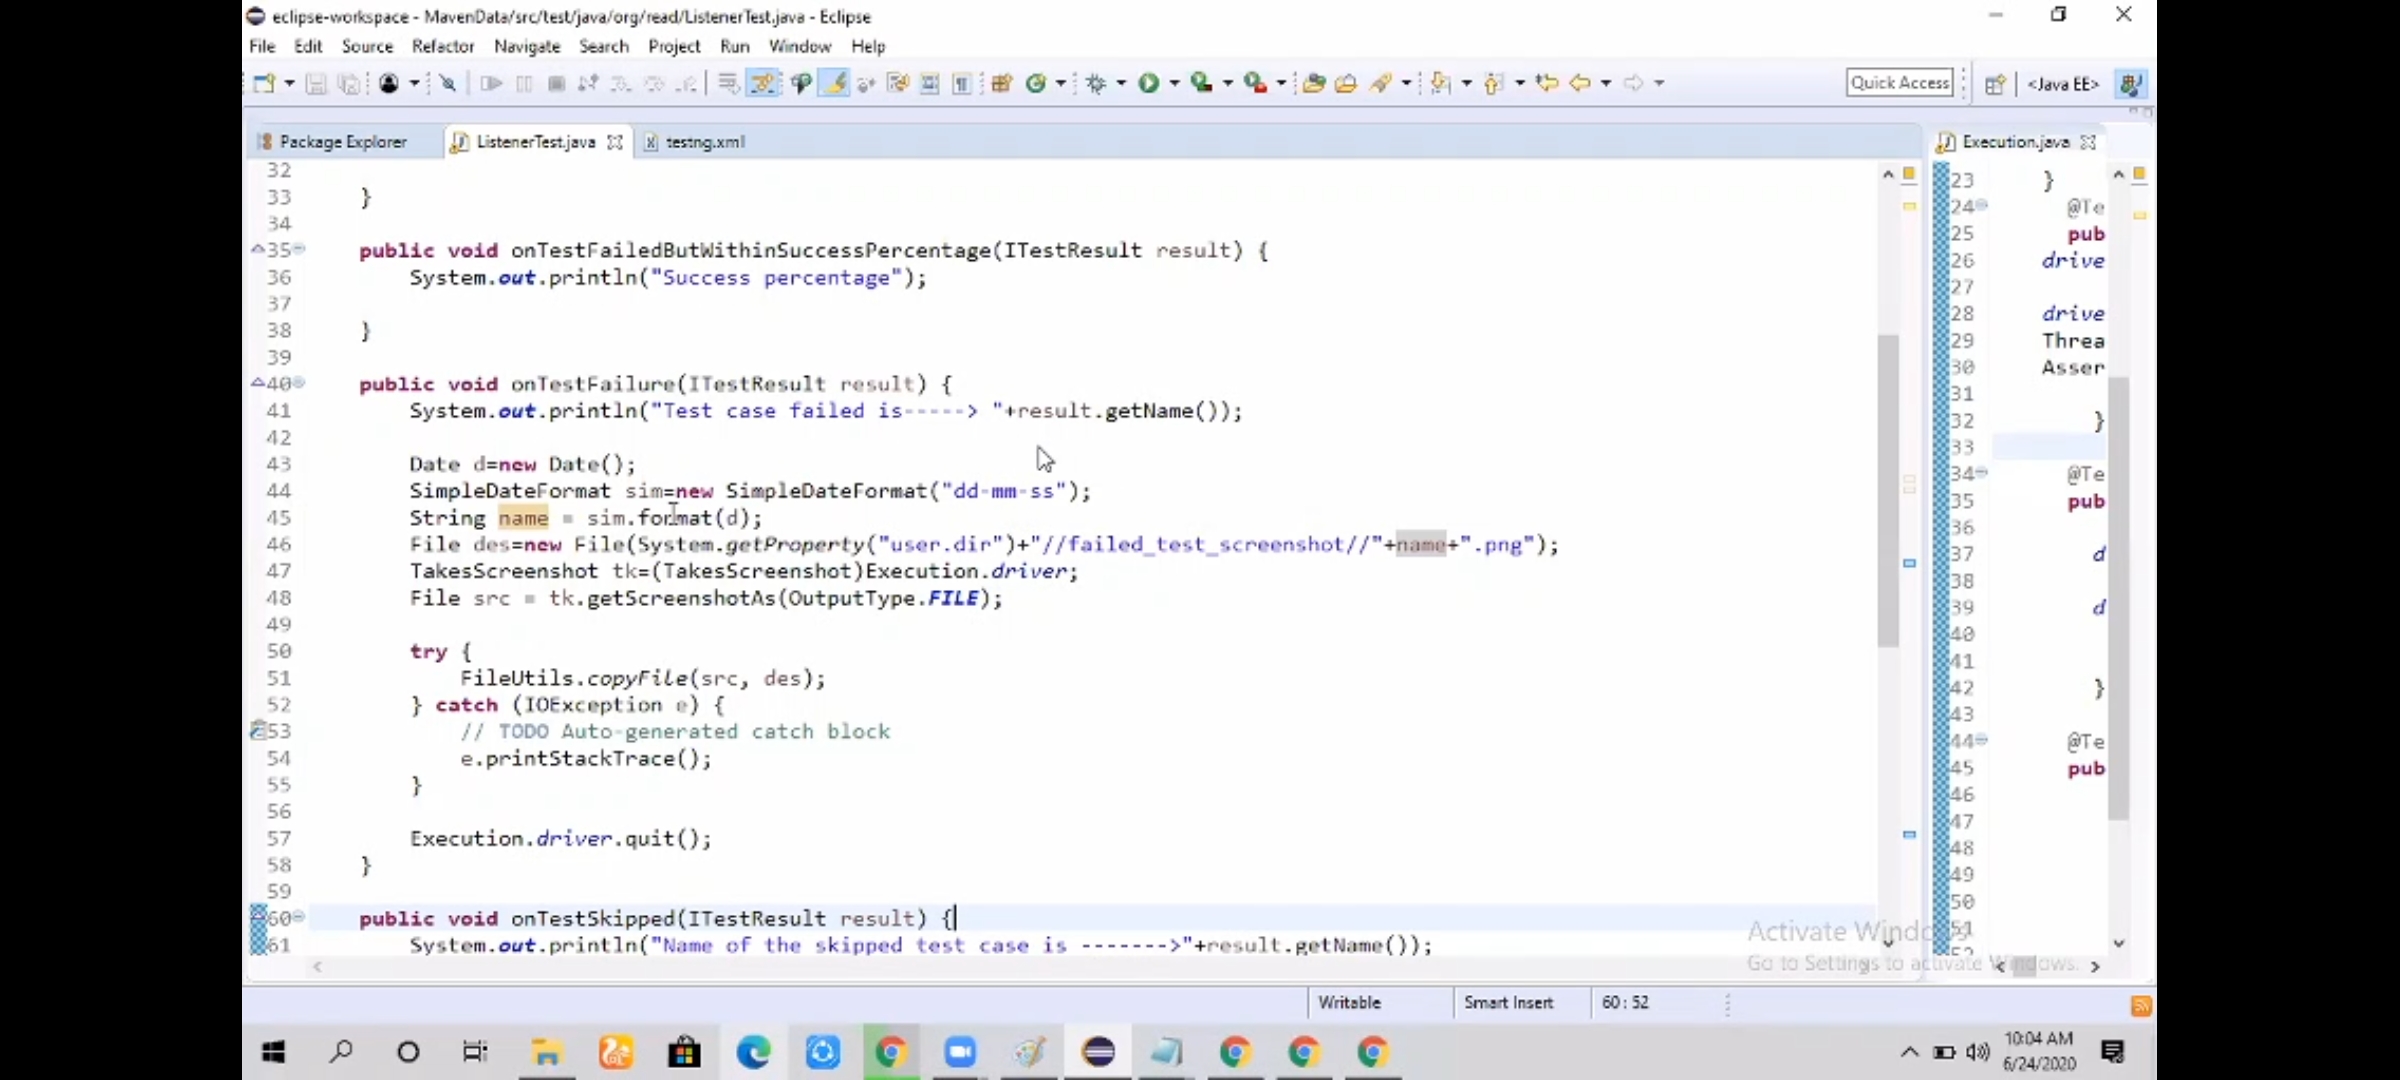 eclipse-workspace - MavenData/src/test/java/org/read/ListenerTest.java - Eclipse
File Edit Source Refactor Navigate Search Project Run Window Help
Quick Access <Java EE>
Package Explorer ListenerTest.java testng.xml
32
33 }
34
35 public void onTestFailedButWithinSuccessPercentage(ITestResult result) {
36 System.out.println("Success percentage");
37
38 }
39
40 public void onTestFailure(ITestResult result) {
41 System.out.println("Test case failed is-----> "+result.getName());
42
43 Date d=new Date();
44 SimpleDateFormat sim=new SimpleDateFormat("dd-mm-ss");
45 String name = sim.format(d);
46 File des=new File(System.getProperty("user.dir")+"//failed_test_screenshot//"+name+".png");
47 TakesScreenshot tk=(TakesScreenshot)Execution.driver;
48 File src = tk.getScreenshotAs(OutputType.FILE);
49
50 try {
51 FileUtils.copyFile(src, des);
52 } catch (IOException e) {
53 // TODO Auto-generated catch block
54 e.printStackTrace();
55 }
56
57 Execution.driver.quit();
58 }
59
60 public void onTestSkipped(ITestResult result) {
61 System.out.println("Name of the skipped test case is ------->"+result.getName());
Execution.java
23 }
24 @Te
25 pub
26 drive
27
28 drive
29 Threa
30 Asser
31
32 }
33
34 @Te
35 pub
36
37 d
38
39 d
40
41
42 }
43
44 @Te
45 pub
46
47
48
49
50
51
Activate Windows
Go to Settings to activate Windows.
Writable Smart Insert 60 : 52
10:04 AM
6/24/2020